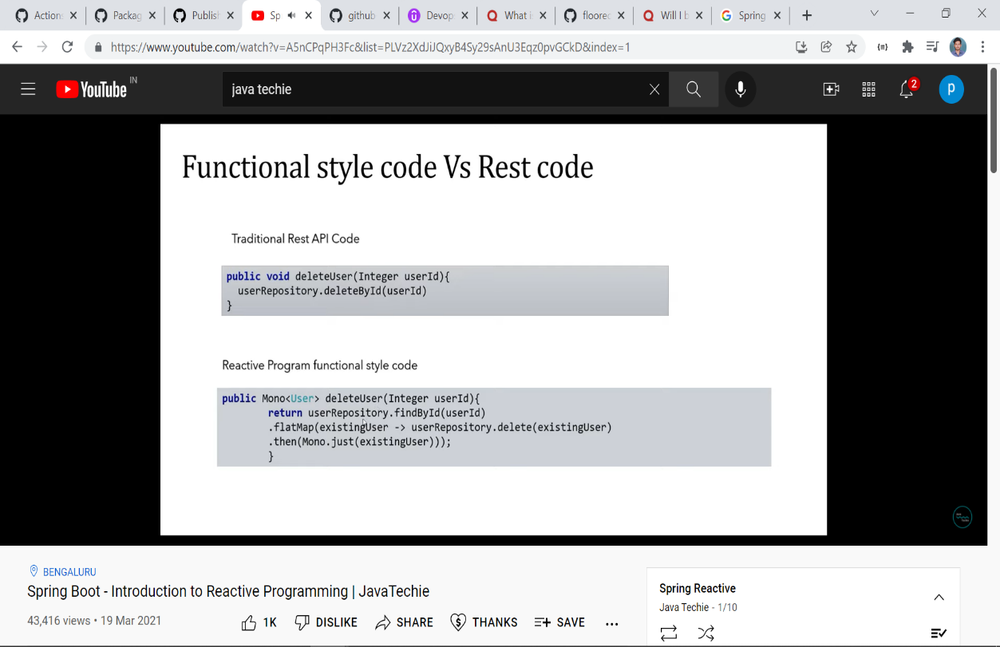 Action
Packag
Publish
Sp
github
Devop
What i
floored
Will I b
Spring
https://www.youtube.com/watch?v=A5nCPqPH3Fc&list=PLVz2XdJiJQxyB4Sy29sAnU3Eqz0pvGCkD&index=1
YouTube IN
java techie
2
p
Functional style code Vs Rest code
Traditional Rest API Code
public void deleteUser(Integer userId){
userRepository.deleteById(userId)
}
Reactive Program functional style code
public Mono<User> deleteUser(Integer userId){
return userRepository.findById(userId)
.flatMap(existingUser -> userRepository.delete(existingUser)
.then(Mono.just(existingUser)));
}
BENGALURU
Spring Boot - Introduction to Reactive Programming | JavaTechie
43,416 views • 19 Mar 2021
1K
DISLIKE
SHARE
THANKS
SAVE
Spring Reactive
Java Techie - 1/10